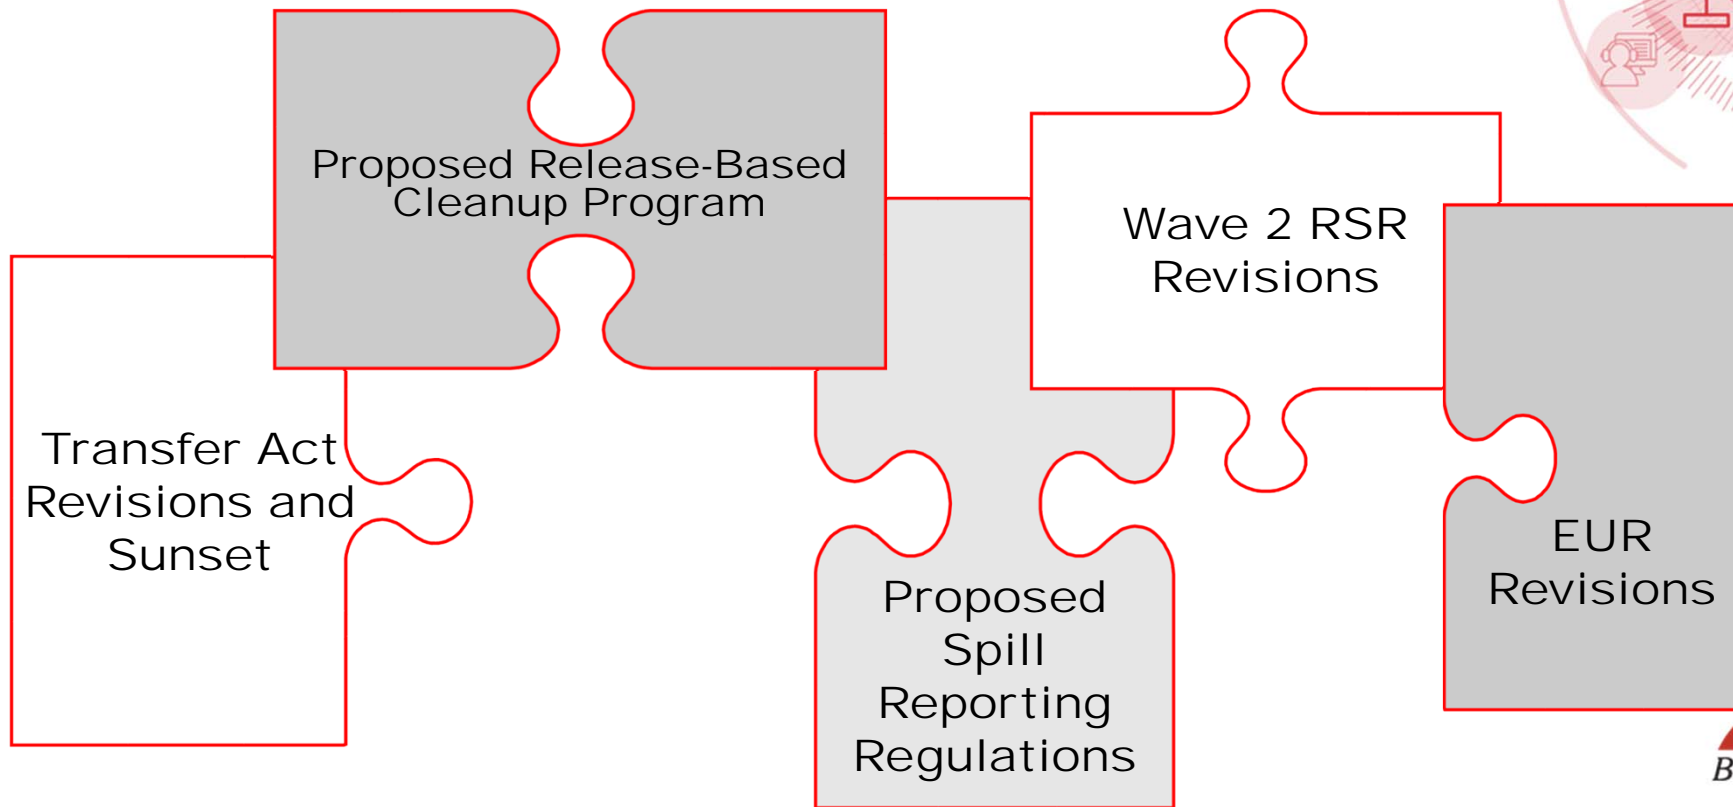 Proposed Release-Based
Cleanup Program
Wave 2 RSR
Revisions
Transfer Act
Revisions and
Sunset
EUR
Revisions
Proposed
Spill
Reporting
Regulations
B